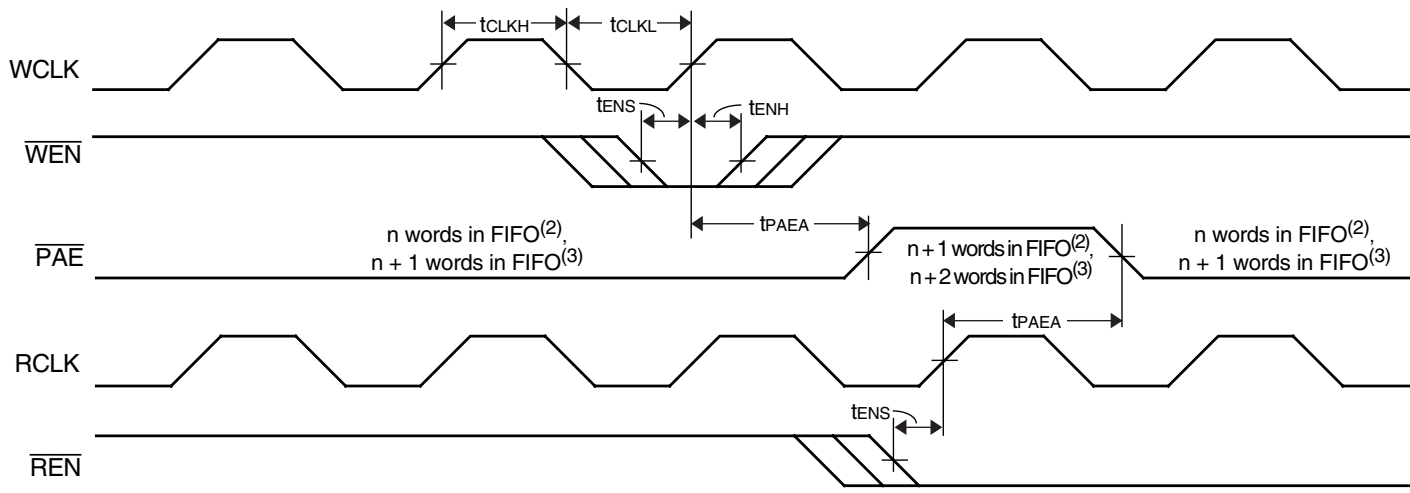 tCLKH
tCLKL
WCLK
tENS
tENH
WEN
tPAEA
n words in FIFO(2),
n + 1 words in FIFO(3)
PAE
n + 1 words in FIFO(2),
n + 2 words in FIFO(3)
n words in FIFO(2),
n + 1 words in FIFO(3)
tPAEA
RCLK
tENS
REN